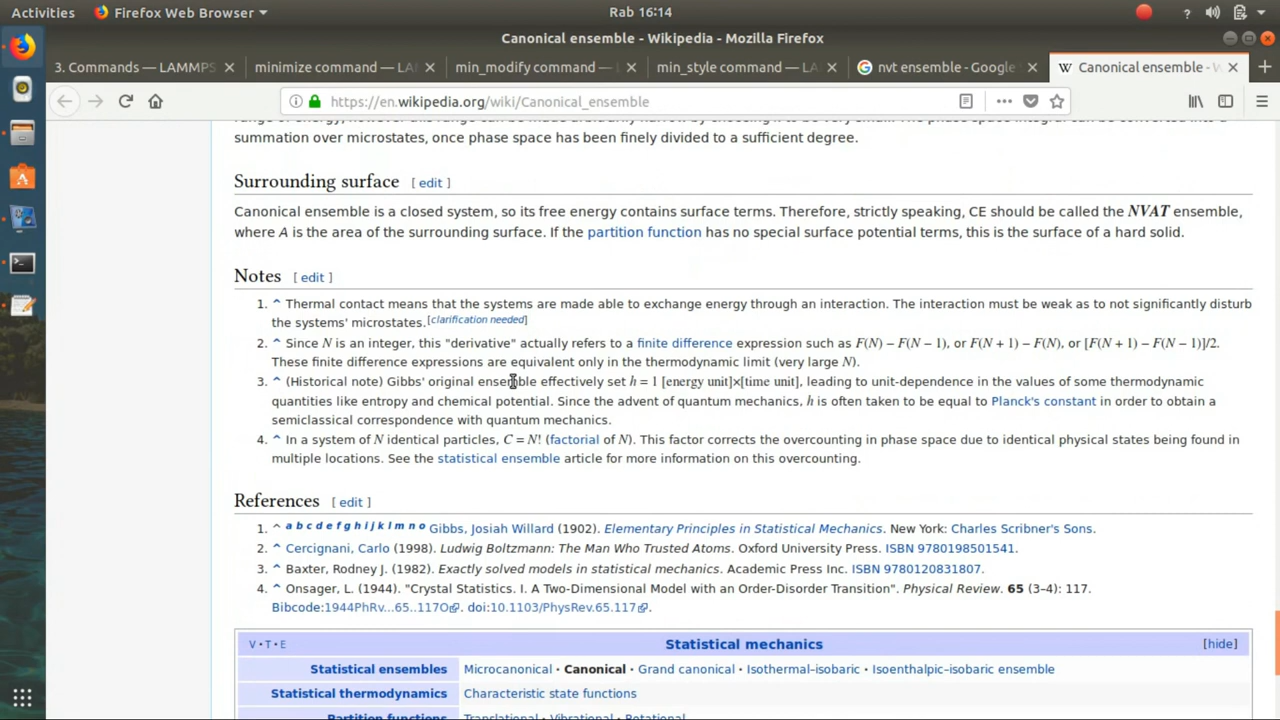 Activities Firefox Web Browser Rab 16:14
Canonical ensemble - Wikipedia - Mozilla Firefox
3. Commands — LAMMPS minimize command — LA min_modify command — min_style command — LA nvt ensemble - Google Canonical ensemble - W
https://en.wikipedia.org/wiki/Canonical_ensemble
summation over microstates, once phase space has been finely divided to a sufficient degree.
Surrounding surface [ edit ]
Canonical ensemble is a closed system, so its free energy contains surface terms. Therefore, strictly speaking, CE should be called the NVAT ensemble,
where A is the area of the surrounding surface. If the partition function has no special surface potential terms, this is the surface of a hard solid.
Notes [ edit ]
1. ^ Thermal contact means that the systems are made able to exchange energy through an interaction. The interaction must be weak as to not significantly disturb
the systems' microstates.[clarification needed]
2. ^ Since N is an integer, this "derivative" actually refers to a finite difference expression such as F(N) − F(N − 1), or F(N + 1) − F(N), or [F(N + 1) − F(N − 1)]/2.
These finite difference expressions are equivalent only in the thermodynamic limit (very large N).
3. ^ (Historical note) Gibbs' original ensemble effectively set h = 1 [energy unit]×[time unit], leading to unit-dependence in the values of some thermodynamic
quantities like entropy and chemical potential. Since the advent of quantum mechanics, h is often taken to be equal to Planck's constant in order to obtain a
semiclassical correspondence with quantum mechanics.
4. ^ In a system of N identical particles, C = N! (factorial of N). This factor corrects the overcounting in phase space due to identical physical states being found in
multiple locations. See the statistical ensemble article for more information on this overcounting.
References [ edit ]
1. ^ a b c d e f g h i j k l m n o Gibbs, Josiah Willard (1902). Elementary Principles in Statistical Mechanics. New York: Charles Scribner's Sons.
2. ^ Cercignani, Carlo (1998). Ludwig Boltzmann: The Man Who Trusted Atoms. Oxford University Press. ISBN 9780198501541.
3. ^ Baxter, Rodney J. (1982). Exactly solved models in statistical mechanics. Academic Press Inc. ISBN 9780120831807.
4. ^ Onsager, L. (1944). "Crystal Statistics. I. A Two-Dimensional Model with an Order-Disorder Transition". Physical Review. 65 (3–4): 117.
Bibcode:1944PhRv...65..117O. doi:10.1103/PhysRev.65.117.
V · T · E Statistical mechanics [hide]
Statistical ensembles Microcanonical · Canonical · Grand canonical · Isothermal–isobaric · Isoenthalpic–isobaric ensemble
Statistical thermodynamics Characteristic state functions
Partition functions Translational · Vibrational · Rotational